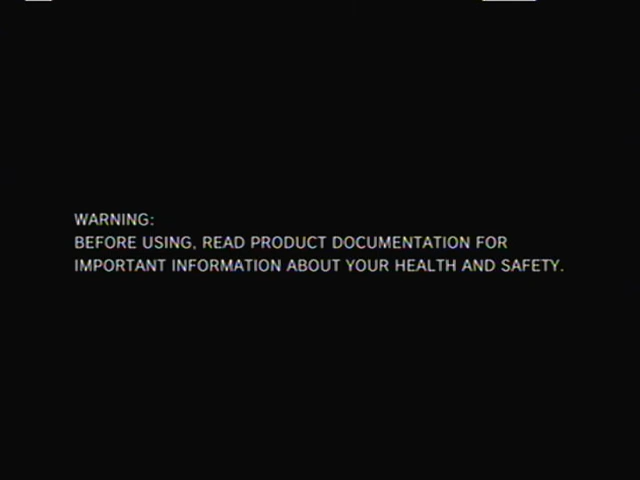 WARNING:
BEFORE USING, READ PRODUCT DOCUMENTATION FOR
IMPORTANT INFORMATION ABOUT YOUR HEALTH AND SAFETY.